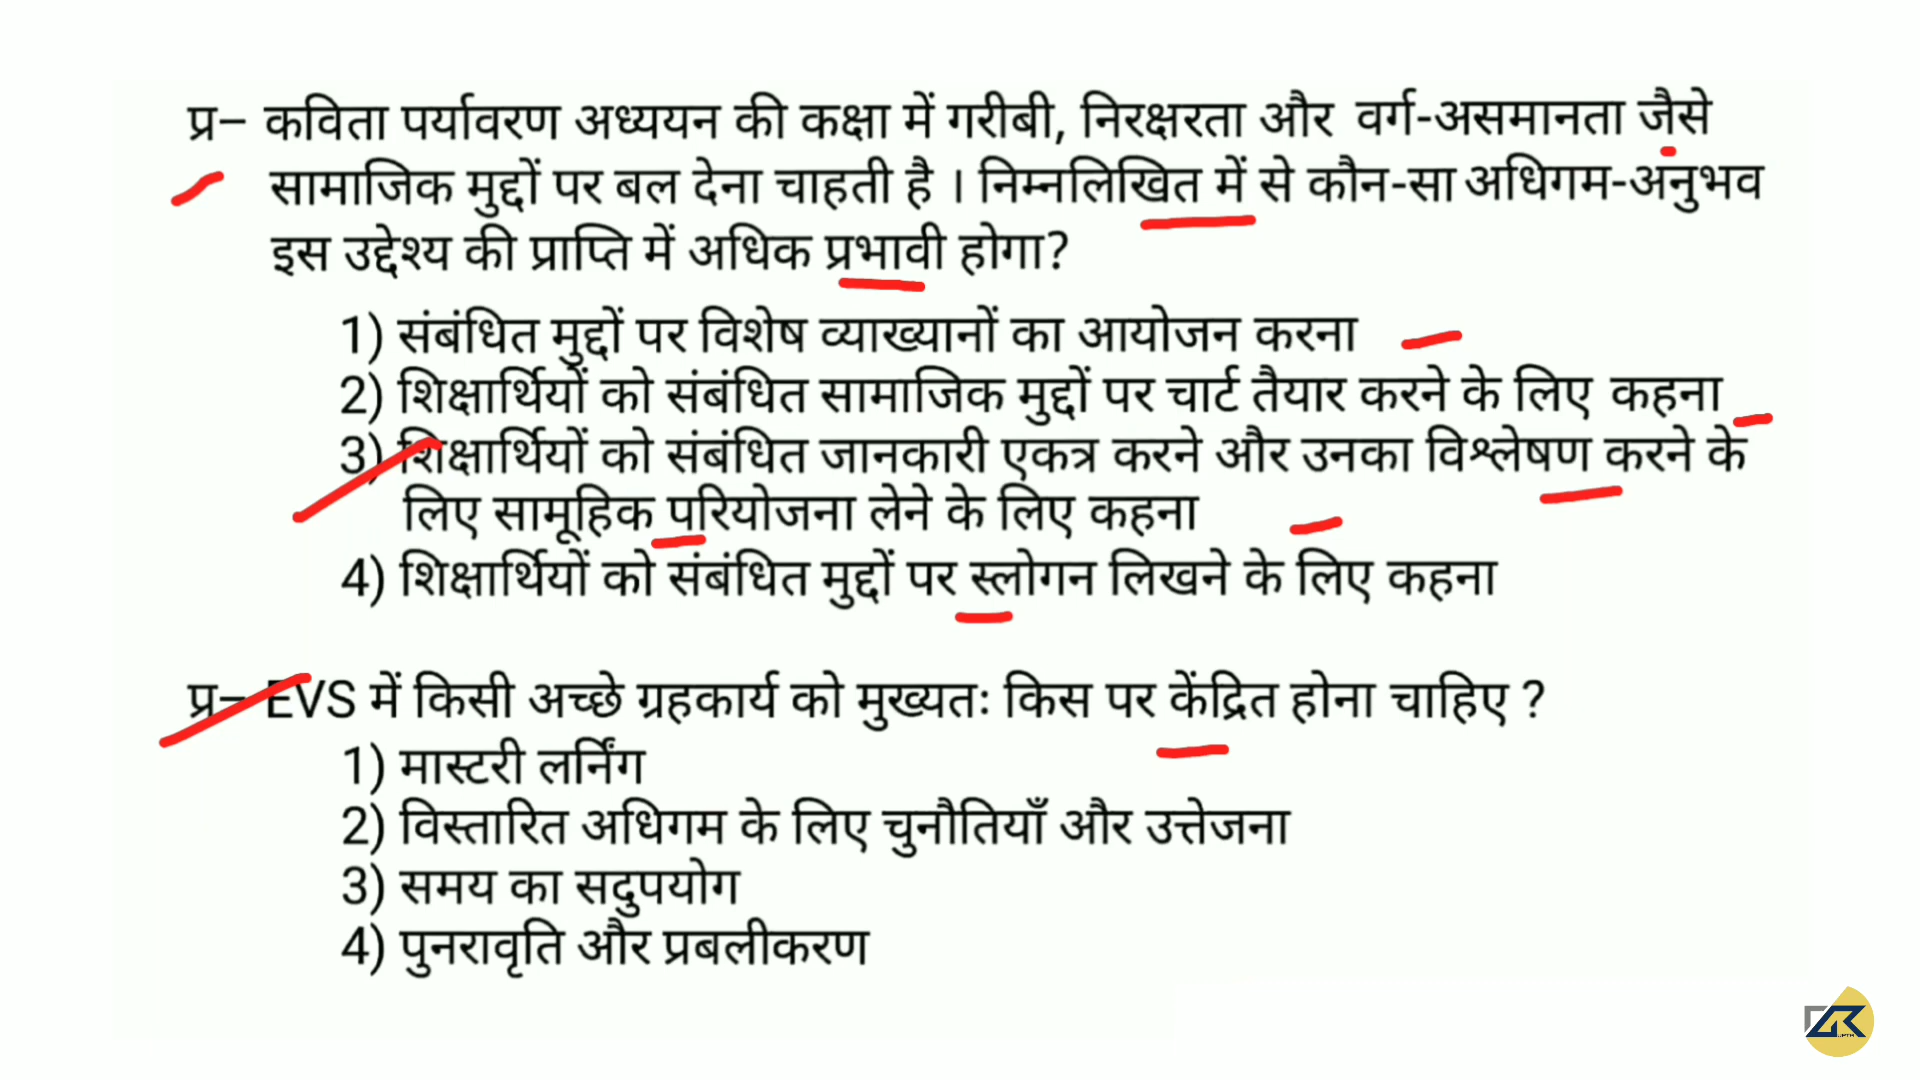 प्र– कविता पर्यावरण अध्ययन की कक्षा में गरीबी, निरक्षरता और वर्ग-असमानता जैसे
सामाजिक मुद्दों पर बल देना चाहती है । निम्नलिखित में से कौन-सा अधिगम-अनुभव
इस उद्देश्य की प्राप्ति में अधिक प्रभावी होगा?
1) संबंधित मुद्दों पर विशेष व्याख्यानों का आयोजन करना
2) शिक्षार्थियों को संबंधित सामाजिक मुद्दों पर चार्ट तैयार करने के लिए कहना
3) शिक्षार्थियों को संबंधित जानकारी एकत्र करने और उनका विश्लेषण करने के
लिए सामूहिक परियोजना लेने के लिए कहना
4) शिक्षार्थियों को संबंधित मुद्दों पर स्लोगन लिखने के लिए कहना
प्र– EVS में किसी अच्छे ग्रहकार्य को मुख्यतः किस पर केंद्रित होना चाहिए ?
1) मास्टरी लर्निंग
2) विस्तारित अधिगम के लिए चुनौतियाँ और उत्तेजना
3) समय का सदुपयोग
4) पुनरावृति और प्रबलीकरण